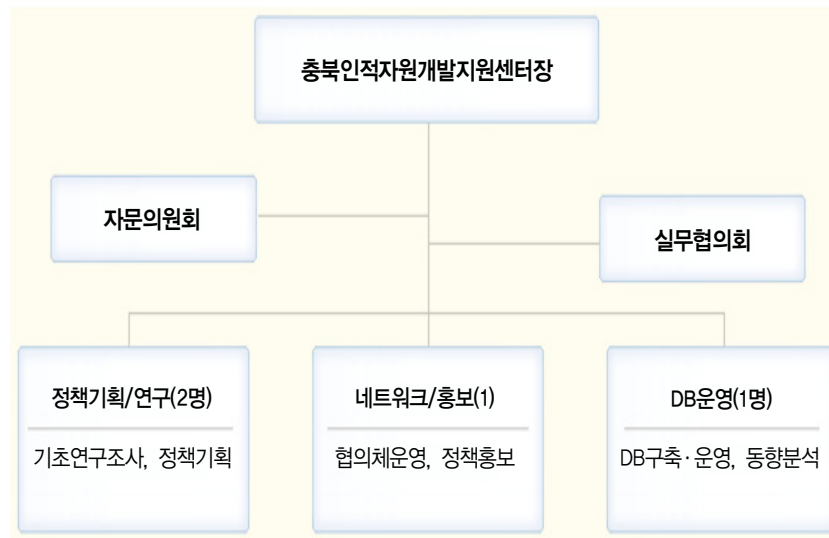 충북인적자원개발지원센터장
자문의원회
실무협의회
정책기획/연구(2명)
기초연구조사, 정책기획
네트워크/홍보(1)
협의체운영, 정책홍보
DB운영(1명)
DB구축·운영, 동향분석